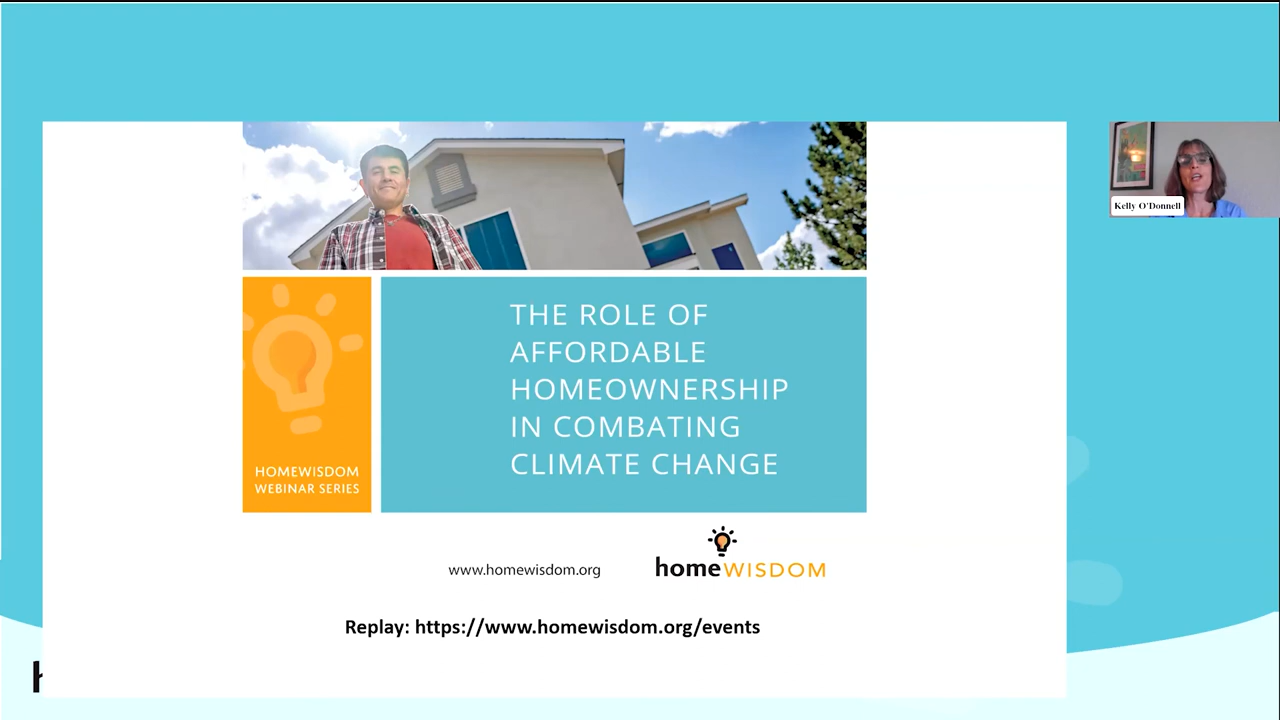 Kelly O'Donnell
THE ROLE OF
AFFORDABLE
HOMEOWNERSHIP
IN COMBATING
CLIMATE CHANGE
HOMEWISDOM
WEBINAR SERIES
www.homewisdom.org
homeWISDOM
Replay: https://www.homewisdom.org/events